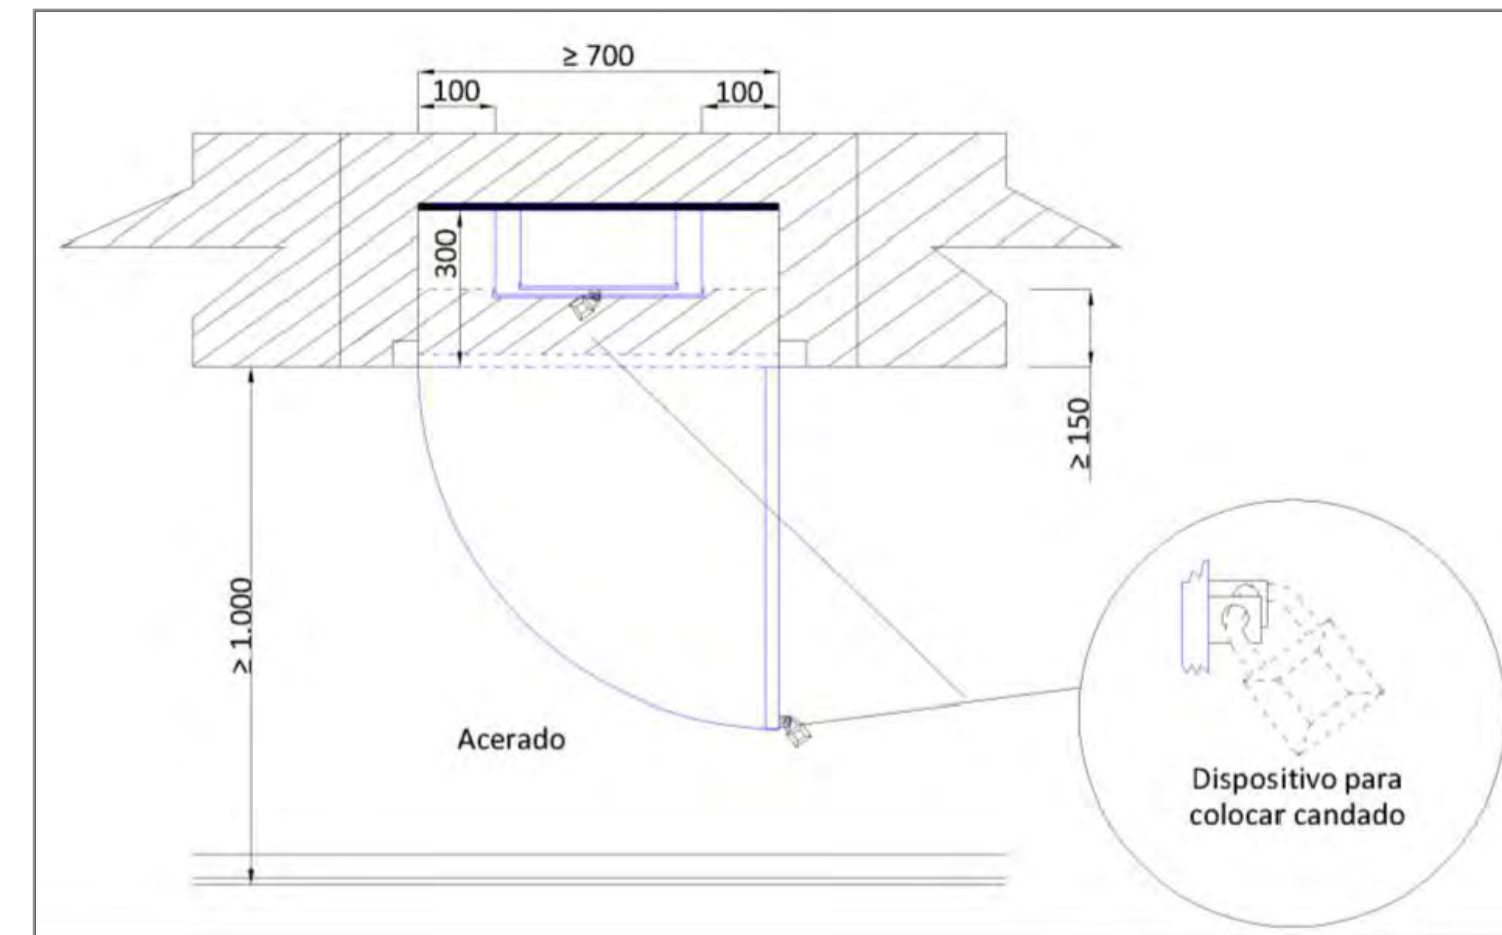 ≥ 700
100
100
300
≥ 150
≥ 1.000
Acerado
Dispositivo para
colocar candado